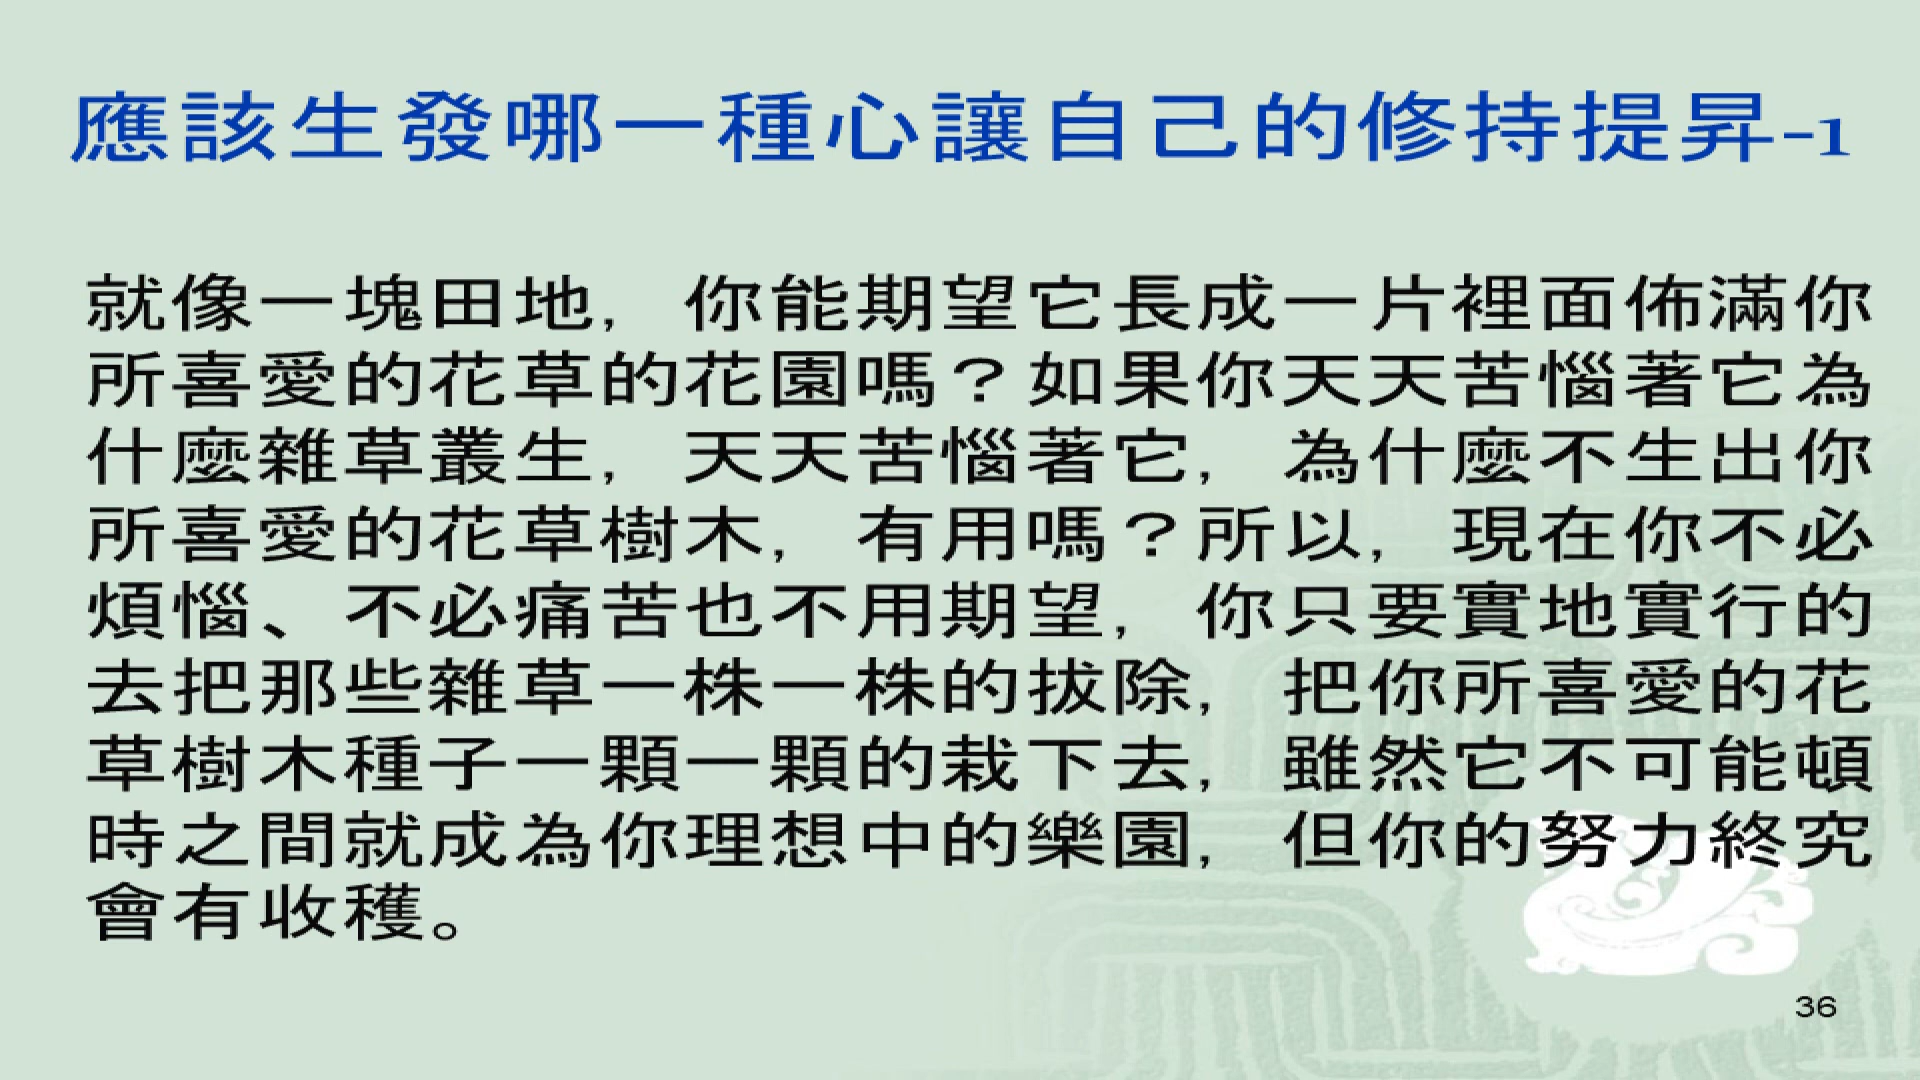 應該生發哪一種心讓自己的修持提昇-1
就像一塊田地，你能期望它長成一片裡面佈滿你
所喜愛的花草的花園嗎？如果你天天苦惱著它為
什麼雜草叢生，天天苦惱著它，為什麼不生出你
所喜愛的花草樹木，有用嗎？所以，現在你不必
煩惱、不必痛苦也不用期望，你只要實地實行的
去把那些雜草一株一株的拔除，把你所喜愛的花
草樹木種子一顆一顆的栽下去，雖然它不可能頓
時之間就成為你理想中的樂園，但你的努力終究
會有收穫。
36